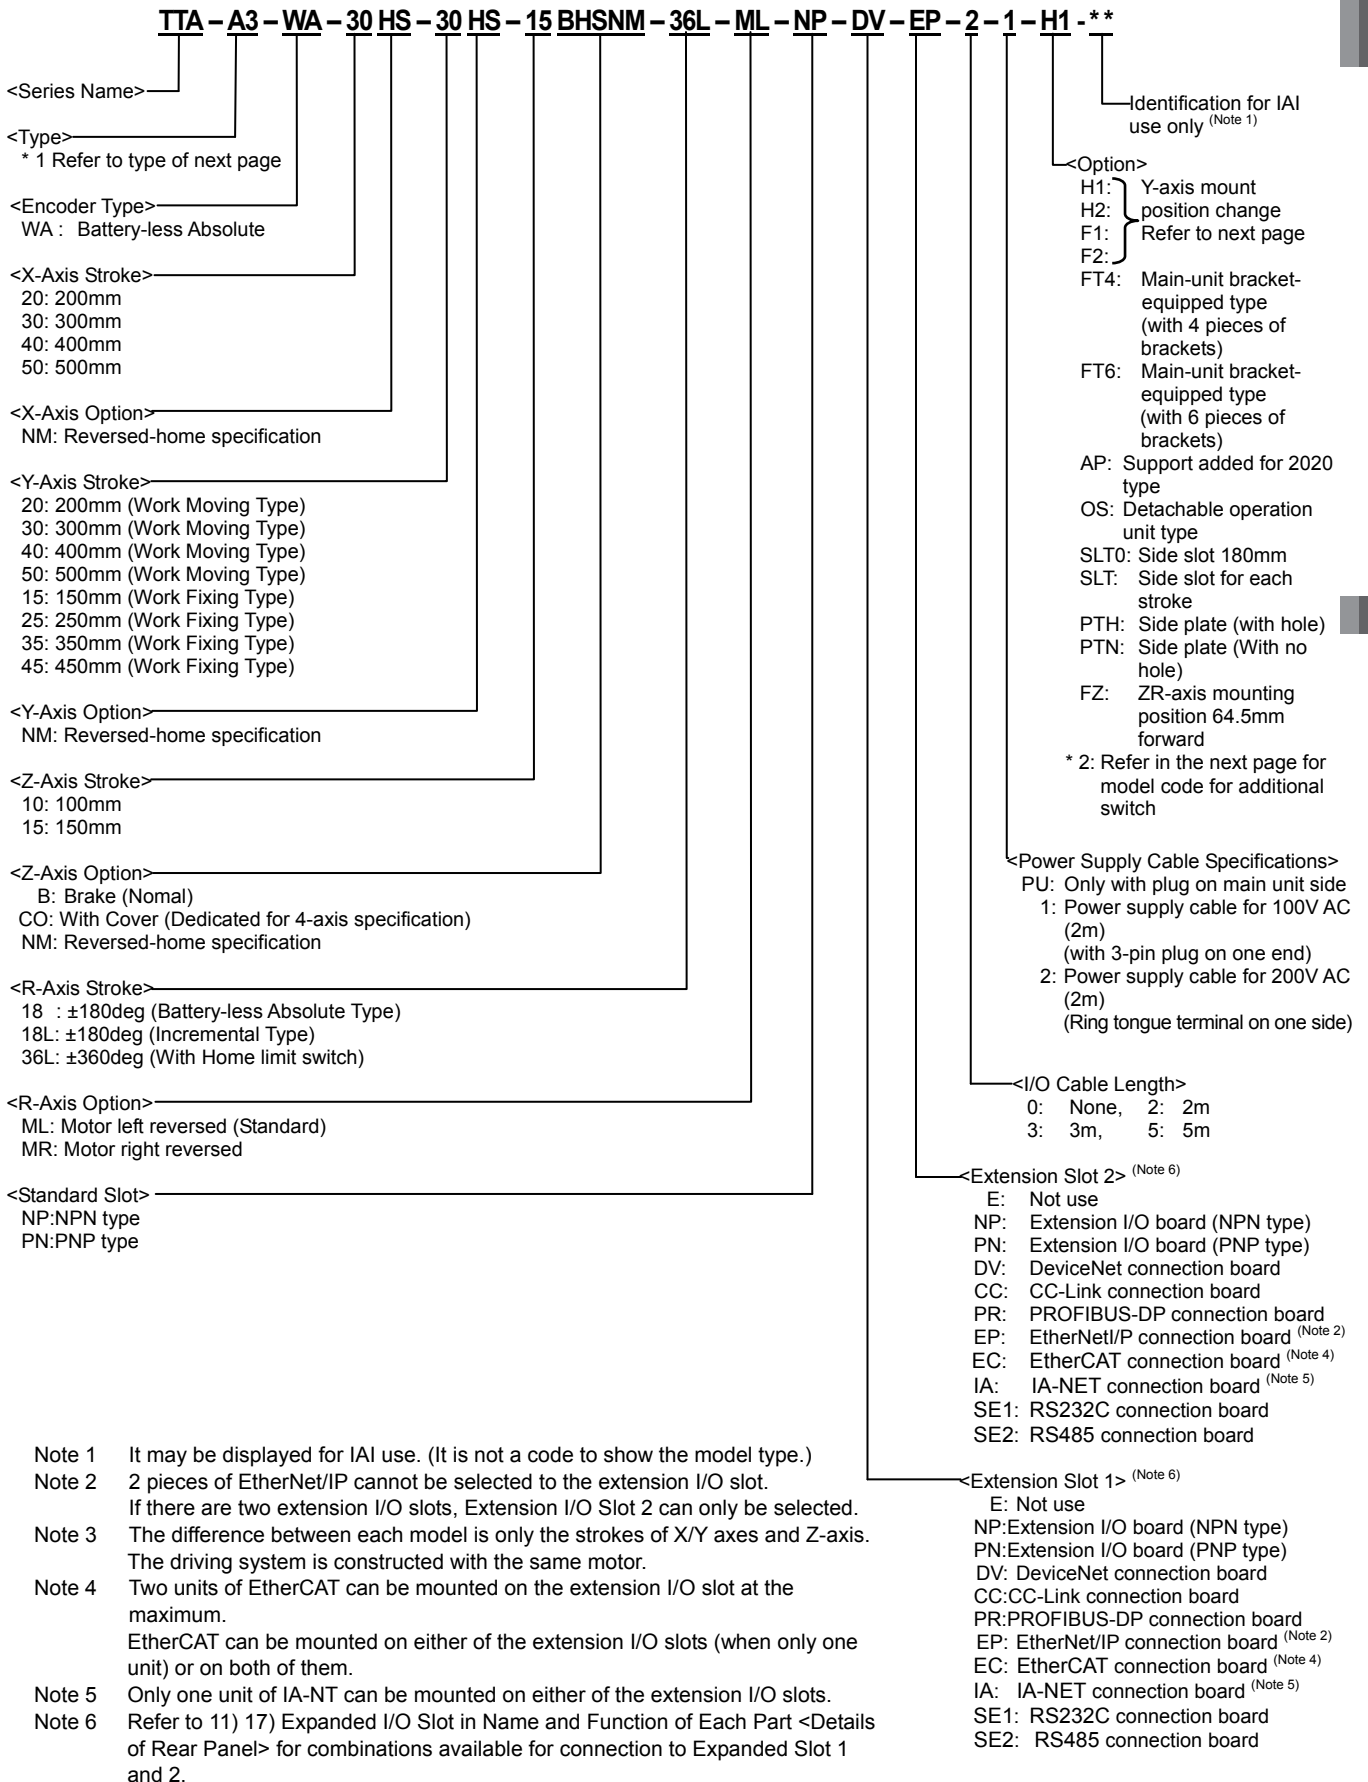 TTA – A3 – WA – 30 HS – 30 HS – 15 BHSNM – 36L – ML – NP – DV – EP – 2 – 1 – H1 - * *
<Series Name>
<Type>
* 1 Refer to type of next page
<Encoder Type>
WA : Battery-less Absolute
<X-Axis Stroke>
20: 200mm
30: 300mm
40: 400mm
50: 500mm
<X-Axis Option>
NM: Reversed-home specification
<Y-Axis Stroke>
20: 200mm (Work Moving Type)
30: 300mm (Work Moving Type)
40: 400mm (Work Moving Type)
50: 500mm (Work Moving Type)
15: 150mm (Work Fixing Type)
25: 250mm (Work Fixing Type)
35: 350mm (Work Fixing Type)
45: 450mm (Work Fixing Type)
<Y-Axis Option>
NM: Reversed-home specification
<Z-Axis Stroke>
10: 100mm
15: 150mm
<Z-Axis Option>
B: Brake (Nomal)
CO: With Cover (Dedicated for 4-axis specification)
NM: Reversed-home specification
<R-Axis Stroke>
18 : ±180deg (Battery-less Absolute Type)
18L: ±180deg (Incremental Type)
36L: ±360deg (With Home limit switch)
<R-Axis Option>
ML: Motor left reversed (Standard)
MR: Motor right reversed
<Standard Slot>
NP:NPN type
PN:PNP type
Identification for IAI
use only (Note 1)
<Option>
H1: Y-axis mount
H2: position change
F1: Refer to next page
F2:
FT4: Main-unit bracket-
equipped type
(with 4 pieces of
brackets)
FT6: Main-unit bracket-
equipped type
(with 6 pieces of
brackets)
AP: Support added for 2020
type
OS: Detachable operation
unit type
SLT0: Side slot 180mm
SLT: Side slot for each
stroke
PTH: Side plate (with hole)
PTN: Side plate (With no
hole)
FZ: ZR-axis mounting
position 64.5mm
forward
* 2: Refer in the next page for
model code for additional
switch
<Power Supply Cable Specifications>
PU: Only with plug on main unit side
1: Power supply cable for 100V AC
(2m)
(with 3-pin plug on one end)
2: Power supply cable for 200V AC
(2m)
(Ring tongue terminal on one side)
<I/O Cable Length>
0: None, 2: 2m
3: 3m, 5: 5m
<Extension Slot 2> (Note 6)
E: Not use
NP: Extension I/O board (NPN type)
PN: Extension I/O board (PNP type)
DV: DeviceNet connection board
CC: CC-Link connection board
PR: PROFIBUS-DP connection board
EP: EtherNetI/P connection board (Note 2)
EC: EtherCAT connection board (Note 4)
IA: IA-NET connection board (Note 5)
SE1: RS232C connection board
SE2: RS485 connection board
<Extension Slot 1> (Note 6)
E: Not use
NP:Extension I/O board (NPN type)
PN:Extension I/O board (PNP type)
DV: DeviceNet connection board
CC:CC-Link connection board
PR:PROFIBUS-DP connection board
EP: EtherNet/IP connection board (Note 2)
EC: EtherCAT connection board (Note 4)
IA: IA-NET connection board (Note 5)
SE1: RS232C connection board
SE2: RS485 connection board
Note 1 It may be displayed for IAI use. (It is not a code to show the model type.)
Note 2 2 pieces of EtherNet/IP cannot be selected to the extension I/O slot.
If there are two extension I/O slots, Extension I/O Slot 2 can only be selected.
Note 3 The difference between each model is only the strokes of X/Y axes and Z-axis.
The driving system is constructed with the same motor.
Note 4 Two units of EtherCAT can be mounted on the extension I/O slot at the
maximum.
EtherCAT can be mounted on either of the extension I/O slots (when only one
unit) or on both of them.
Note 5 Only one unit of IA-NT can be mounted on either of the extension I/O slots.
Note 6 Refer to 11) 17) Expanded I/O Slot in Name and Function of Each Part <Details
of Rear Panel> for combinations available for connection to Expanded Slot 1
and 2.